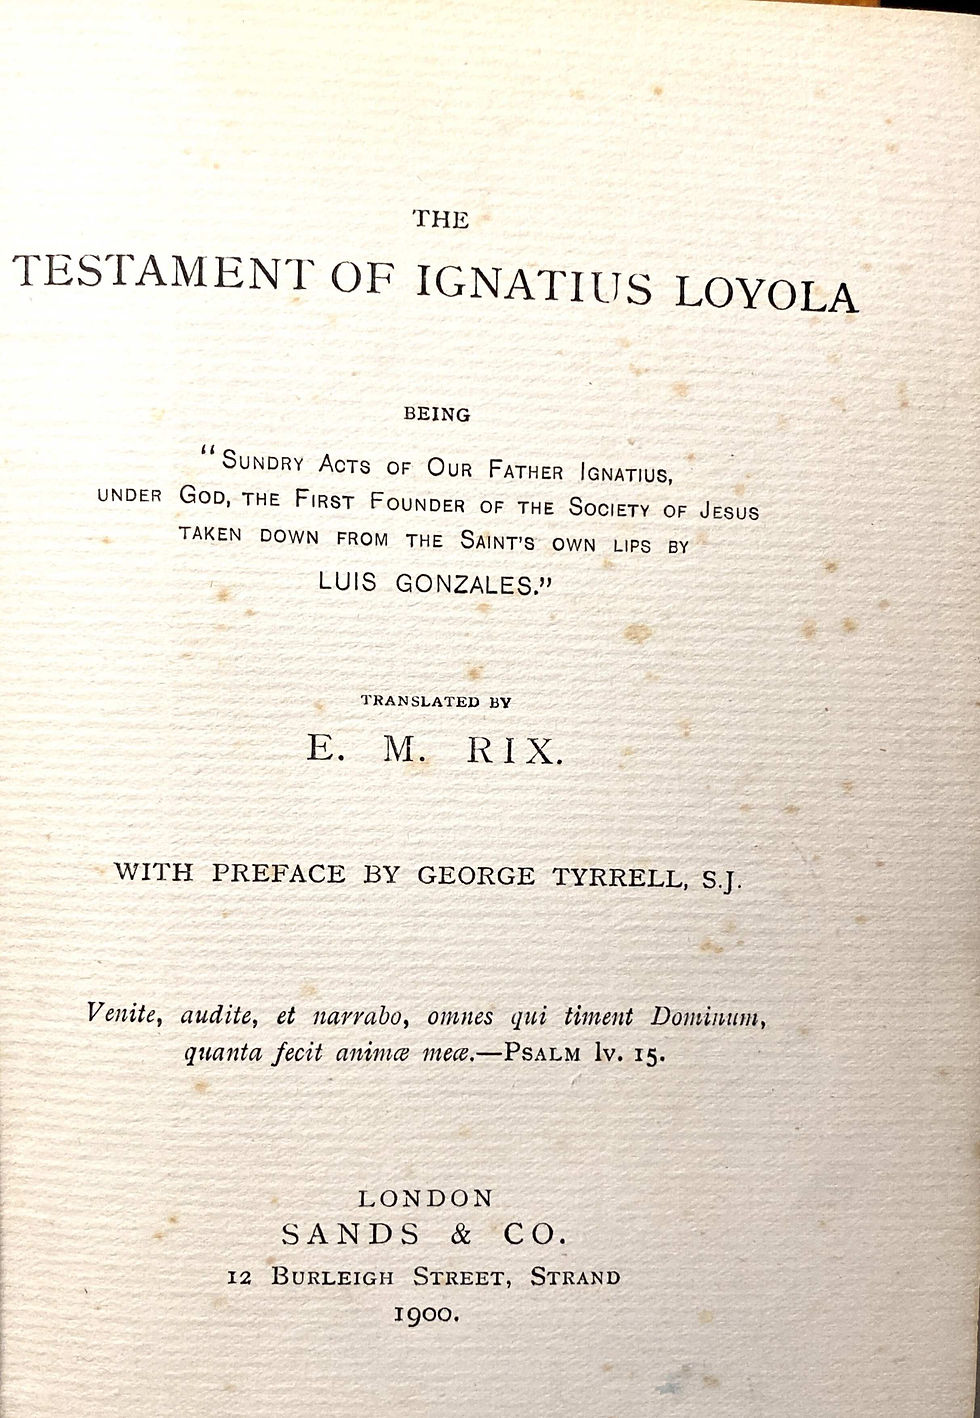 THE
TESTAMENT OF IGNATIUS LOYOLA
BEING
“Sundry Acts of Our Father Ignatius,
under God, the First Founder of the Society of Jesus
taken down from the Saint's own lips by
LUIS GONZALES.”
TRANSLATED BY
E. M. RIX.
WITH PREFACE BY GEORGE TYRRELL, S.J.
Venite, audite, et narrabo, omnes qui timent Dominum,
quanta fecit animæ meæ.—Psalm lv. 15.
LONDON
SANDS & CO.
12 Burleigh Street, Strand
1900.